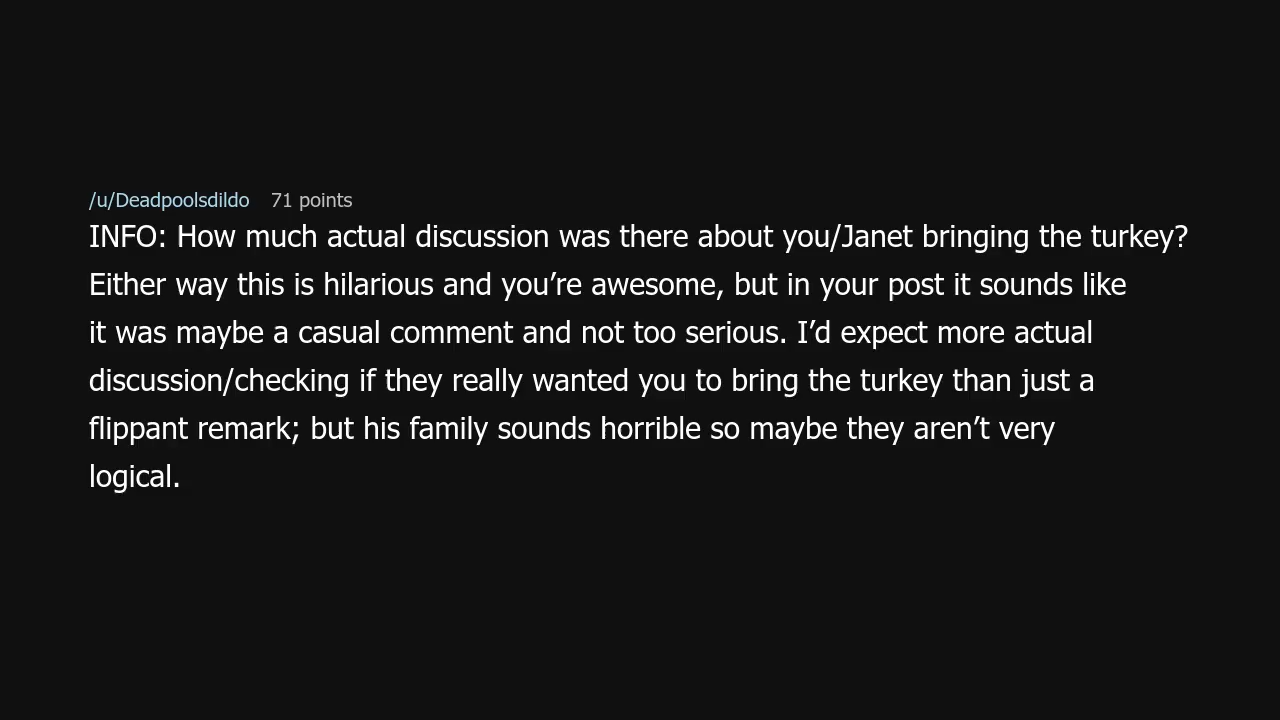 /u/Deadpoolsdildo 71 points
INFO: How much actual discussion was there about you/Janet bringing the turkey?
Either way this is hilarious and you’re awesome, but in your post it sounds like
it was maybe a casual comment and not too serious. I’d expect more actual
discussion/checking if they really wanted you to bring the turkey than just a
flippant remark; but his family sounds horrible so maybe they aren’t very
logical.